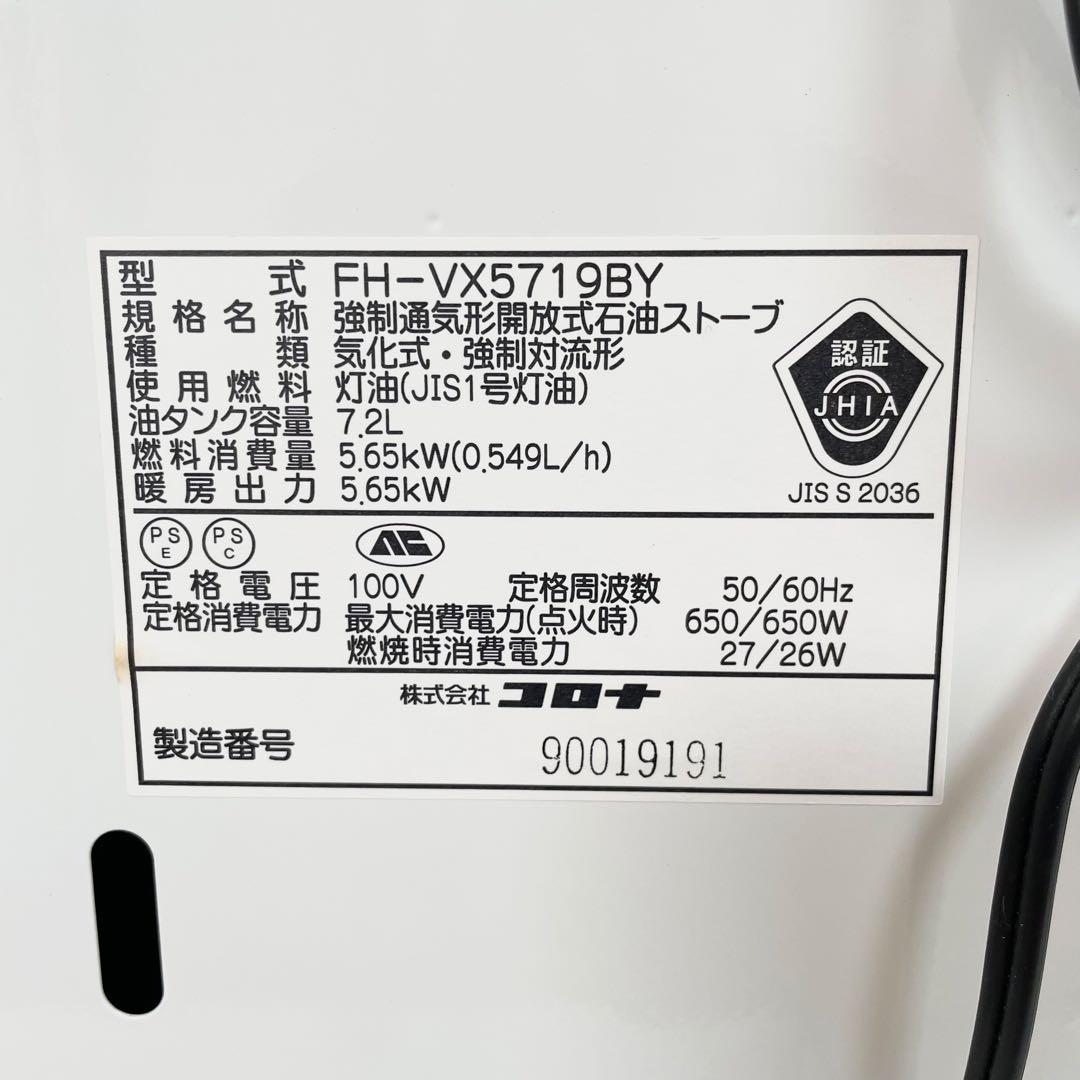 型式 FH-VX5719BY
規格名称 強制通気形開放式石油ストーブ
種類 気化式・強制対流形
使用燃料 灯油(JIS1号灯油)
油タンク容量 7.2L
燃料消費量 5.65kW(0.549L/h)
暖房出力 5.65kW
認証
JHIA
JIS S 2036
PS E PS C
定格電圧 100V 定格周波数 50/60Hz
定格消費電力 最大消費電力(点火時) 650/650W
燃焼時消費電力 27/26W
株式会社 コロナ
製造番号 90019191